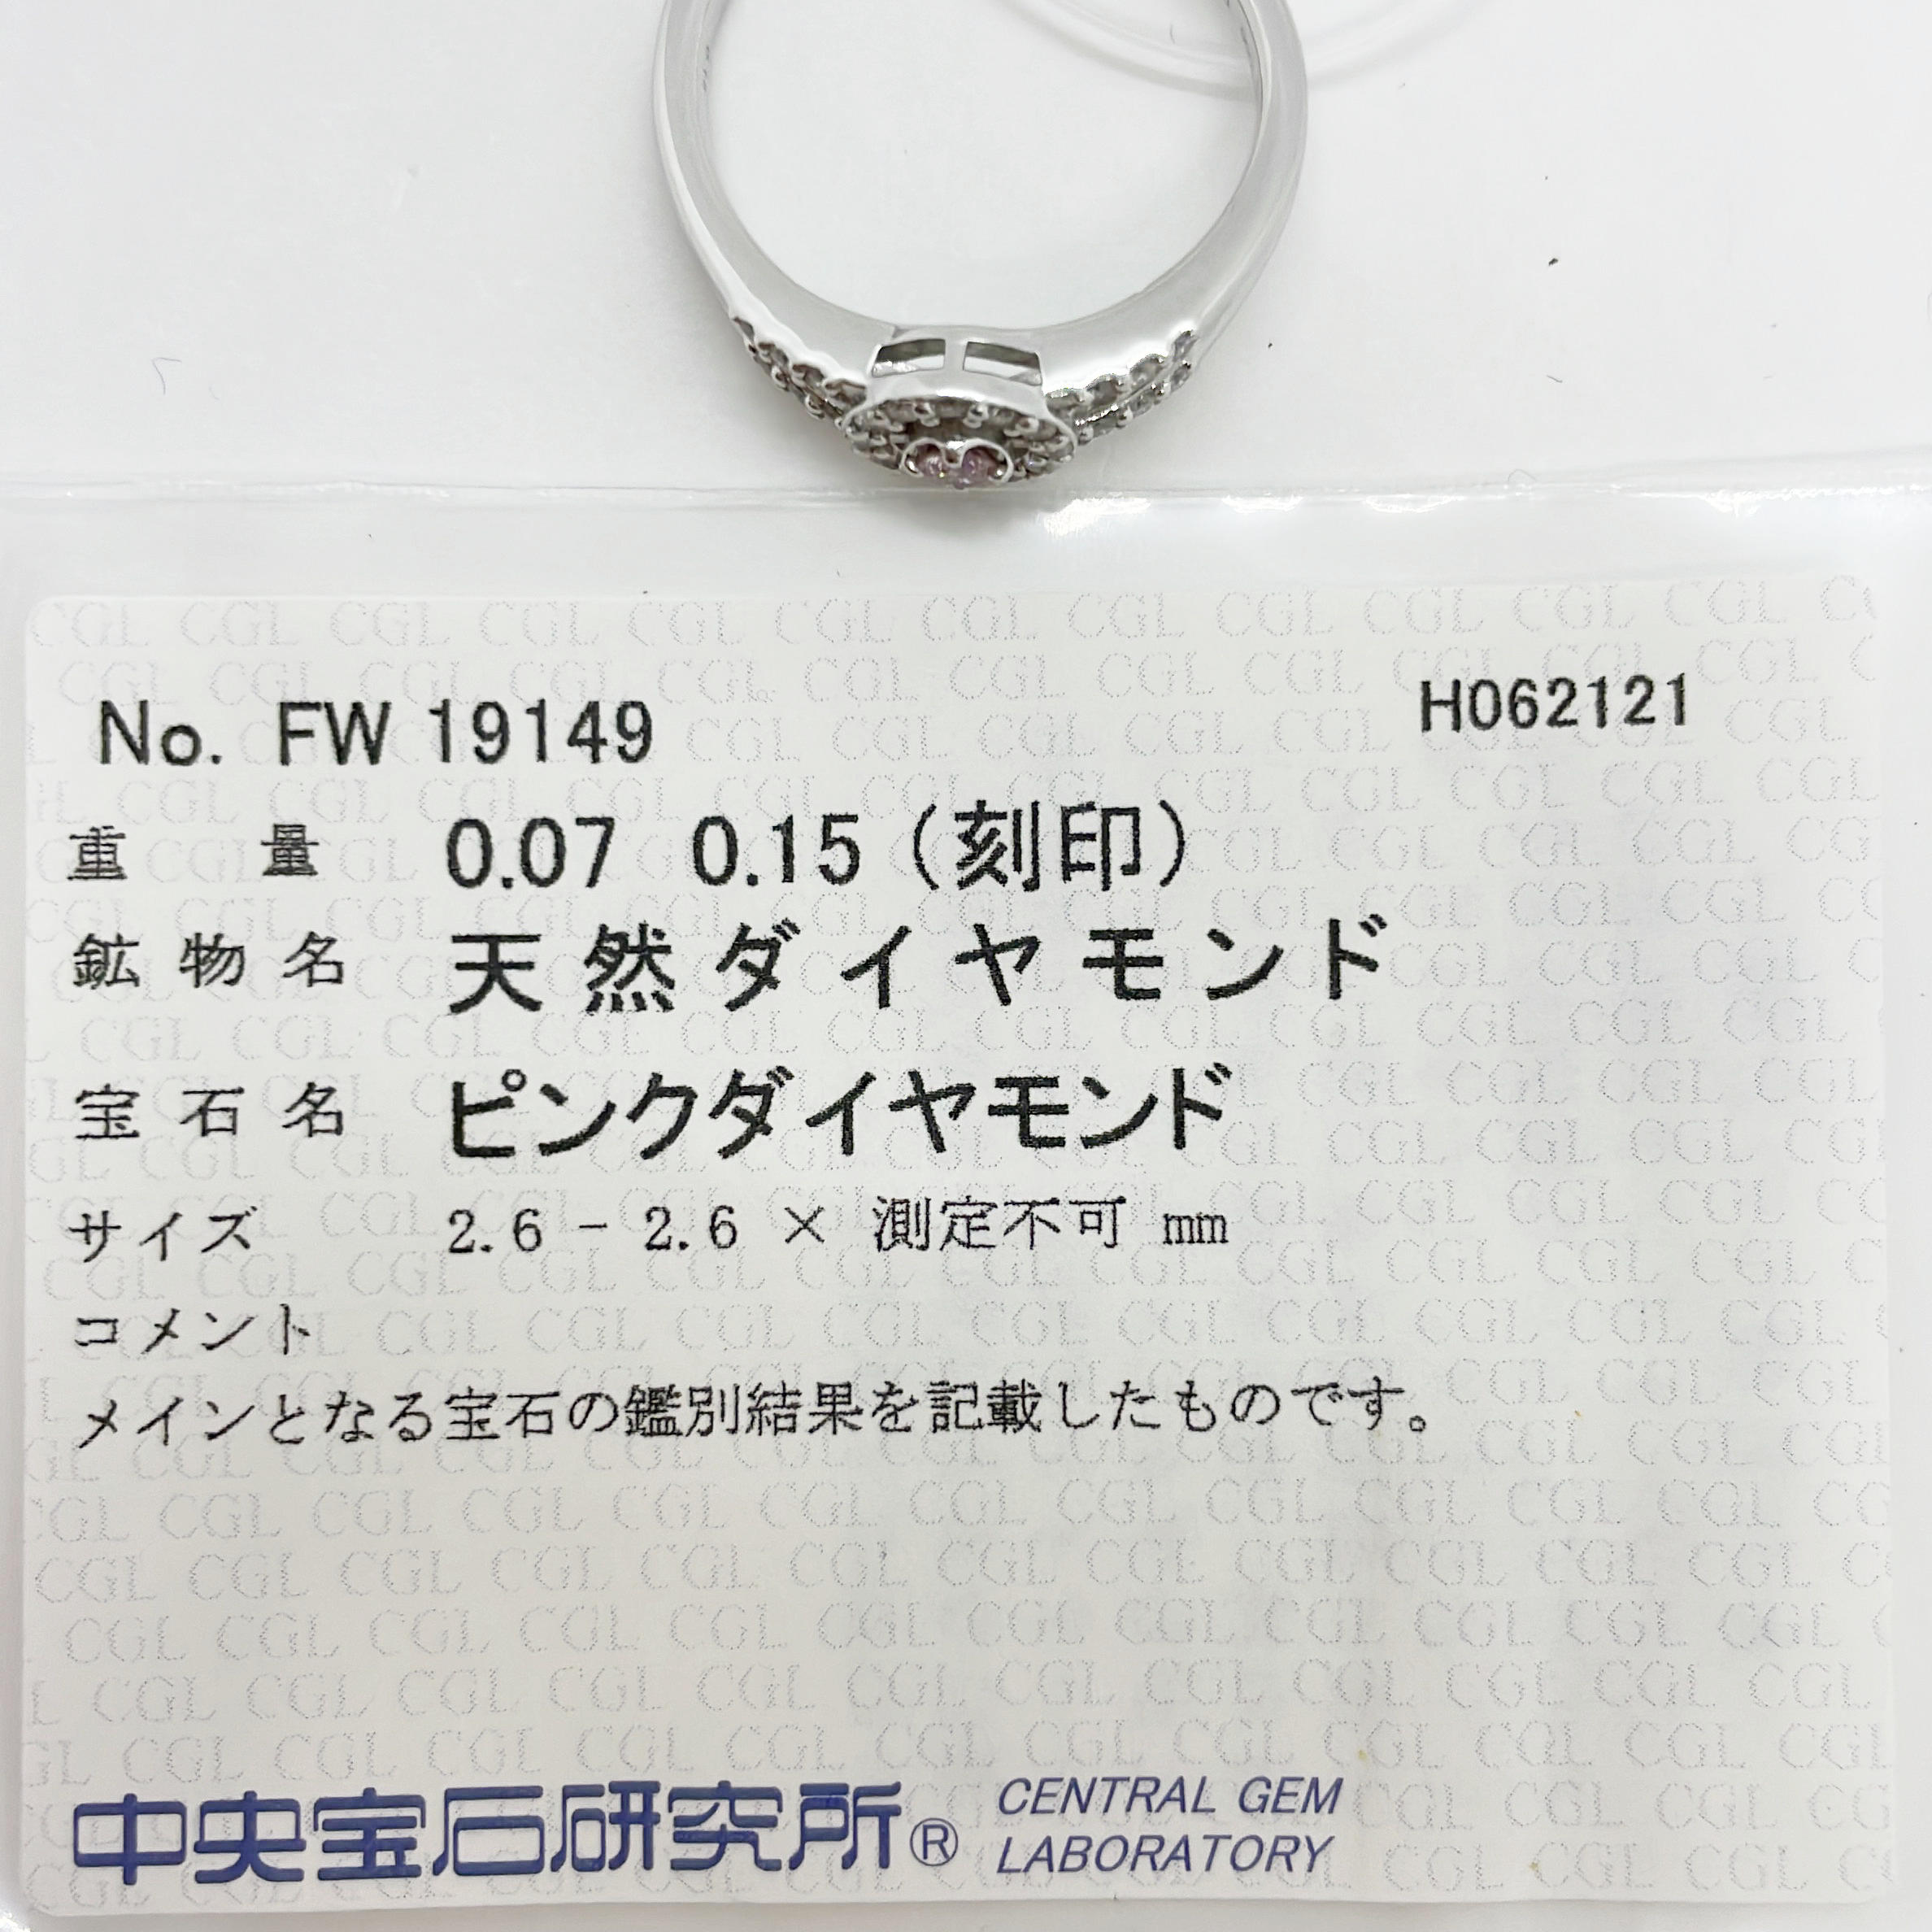 No. FW 19149 H062121
重量 0.07 0.15 (刻印)
鉱物名 天然ダイヤモンド
宝石名 ピンクダイヤモンド
サイズ 2.6 - 2.6 × 測定不可 mm
コメント
メインとなる宝石の鑑別結果を記載したものです。
中央宝石研究所® CENTRAL GEM
LABORATORY